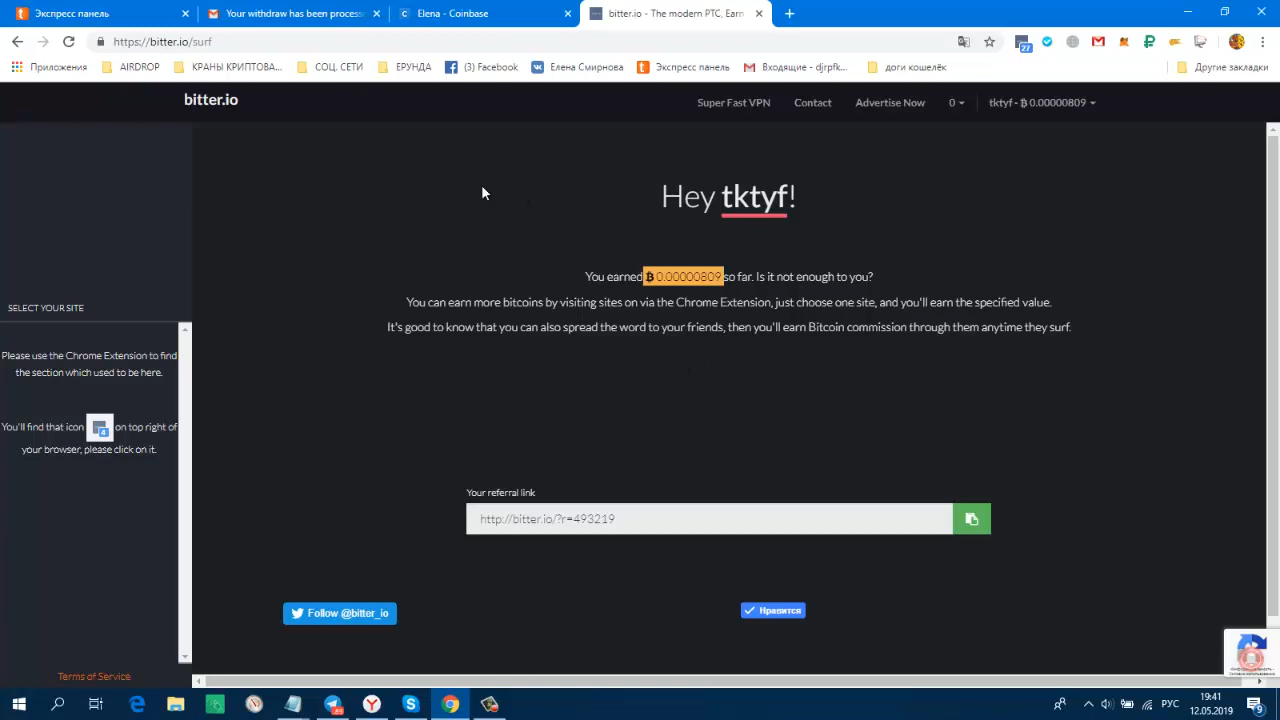 Экспресс панель
Your withdraw has been process
Elena - Coinbase
bitter.io - The modern PTC, Earn
https://bitter.io/surf
27
Приложения
AIRDROP
КРАНЫ КРИПТОВА...
СОЦ. СЕТИ
ЕРУНДА
(3) Facebook
Елена Смирнова
Экспресс панель
Входящие - djrpfk...
доги кошелёк
Другие закладки
bitter.io
Super Fast VPN
Contact
Advertise Now
0
tktyf - ฿ 0.00000809
Hey tktyf!
You earned ฿ 0.00000809 so far. Is it not enough to you?
You can earn more bitcoins by visiting sites on via the Chrome Extension, just choose one site, and you'll earn the specified value.
It's good to know that you can also spread the word to your friends, then you'll earn Bitcoin commission through them anytime they surf.
SELECT YOUR SITE
Please use the Chrome Extension to find
the section which used to be here.
You'll find that icon 4 on top right of
your browser, please click on it.
Your referral link
http://bitter.io/?r=493219
Follow @bitter_io
Нравится
Terms of Service
РУС
19:41
12.05.2019
9